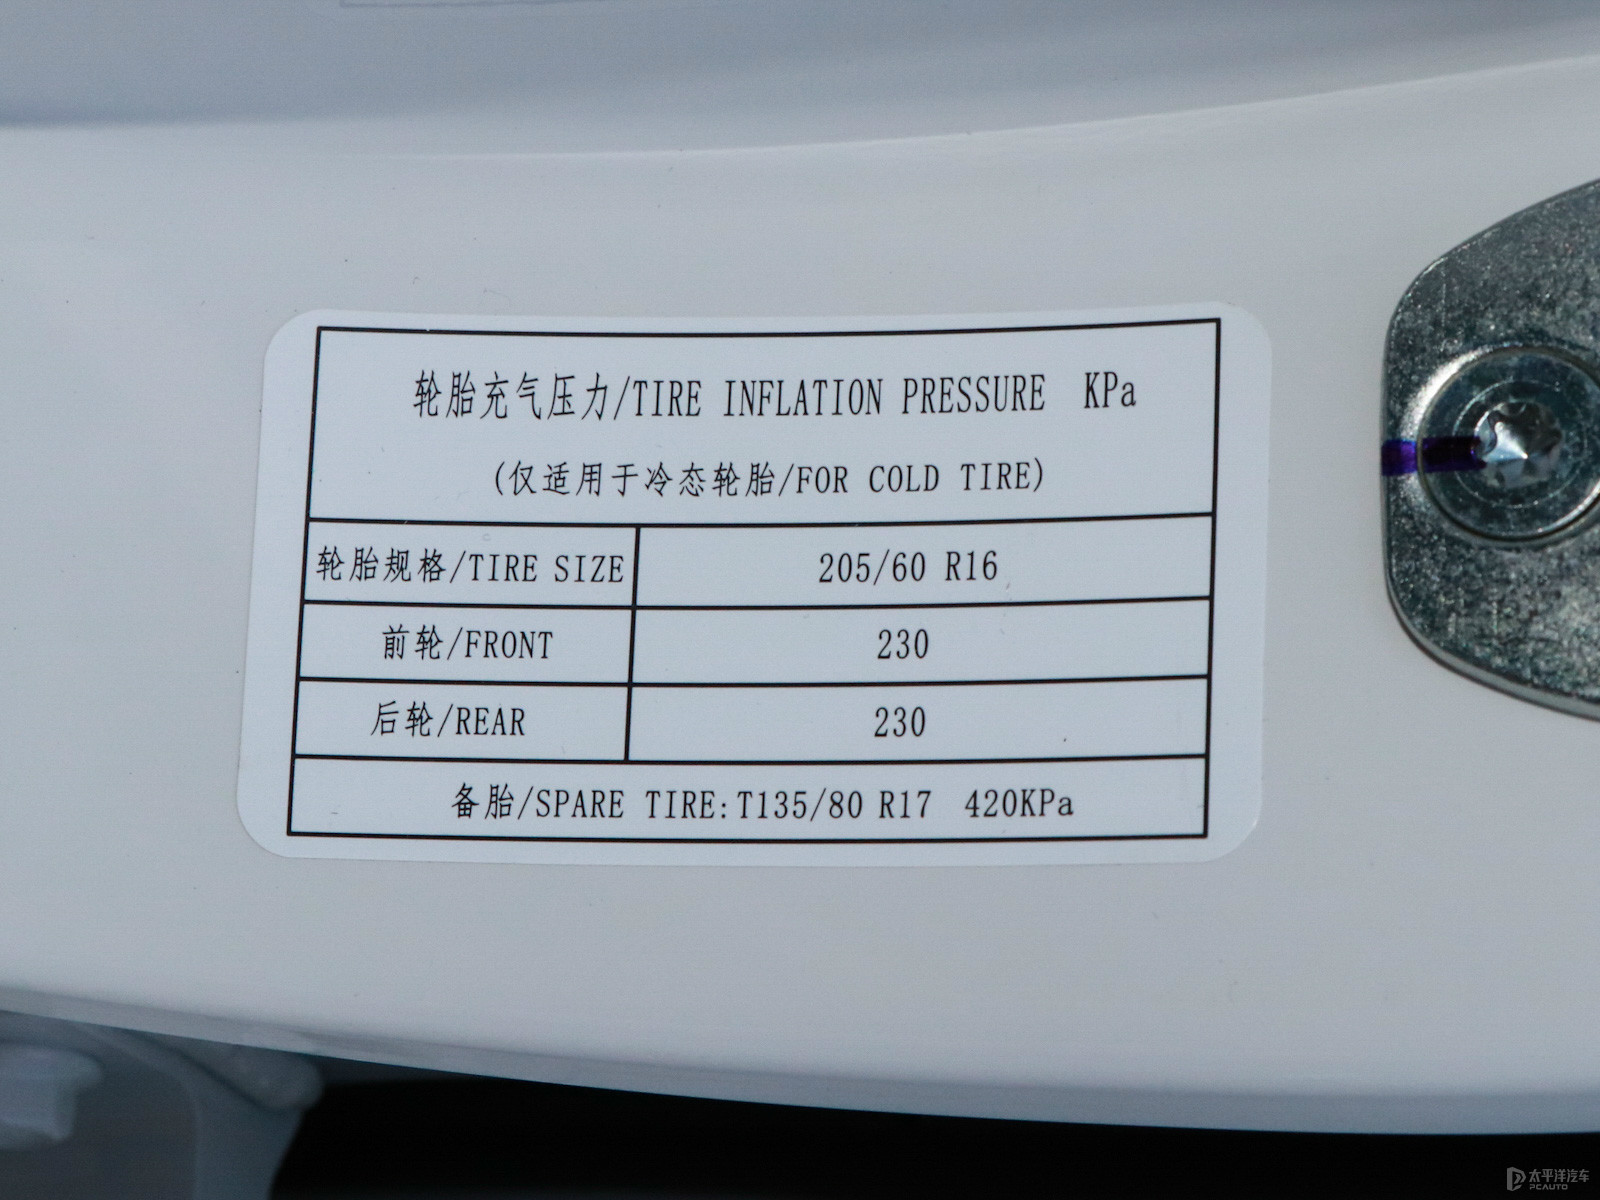 轮胎充气压力/TIRE INFLATION PRESSURE KPa
(仅适用于冷态轮胎/FOR COLD TIRE)
轮胎规格/TIRE SIZE 205/60 R16
前轮/FRONT 230
后轮/REAR 230
备胎/SPARE TIRE:T135/80 R17 420KPa
太平洋汽车
PCAUTO